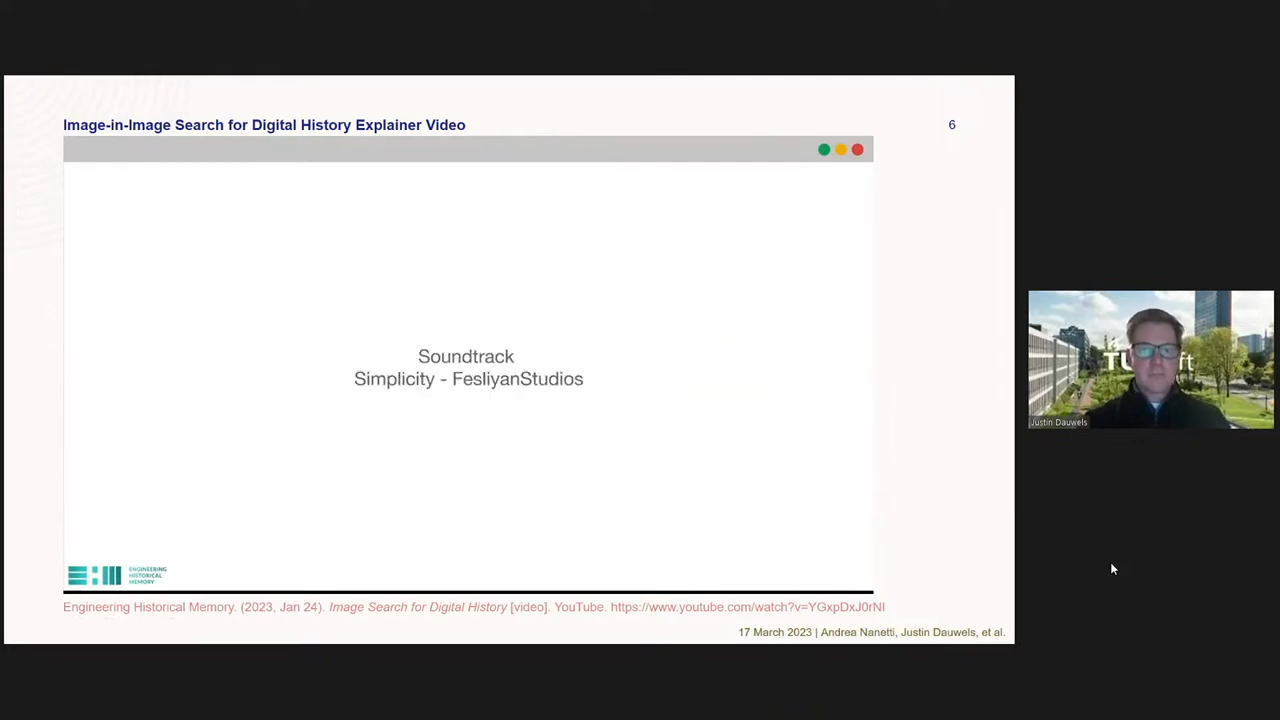 Image-in-Image Search for Digital History Explainer Video
6
Soundtrack
Simplicity - FesliyanStudios
ENGINEERING
HISTORICAL
MEMORY
Engineering Historical Memory. (2023, Jan 24). Image Search for Digital History [video]. YouTube. https://www.youtube.com/watch?v=YGxpDxJ0rNI
17 March 2023 | Andrea Nanetti, Justin Dauwels, et al.
TU ft
Justin Dauwels